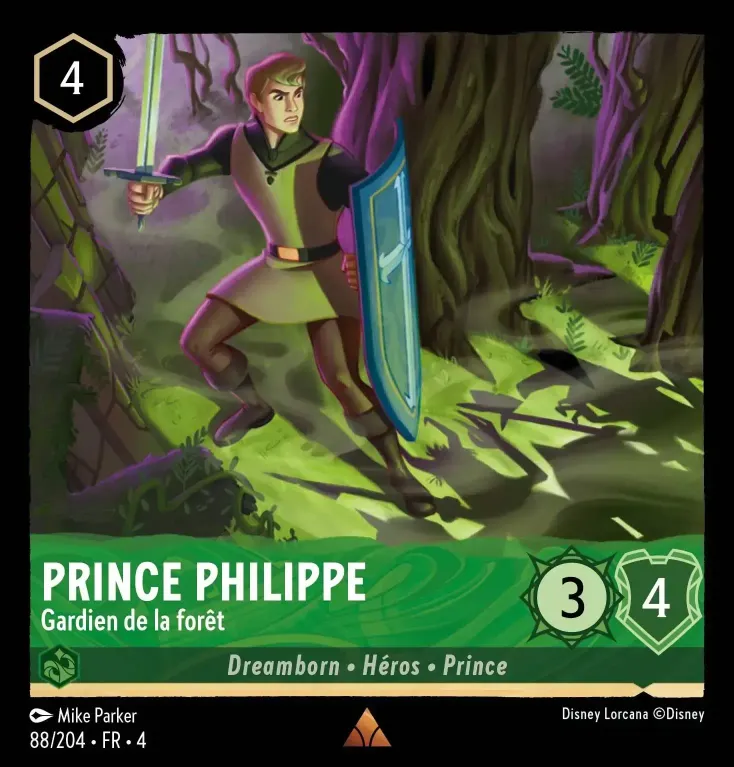 4
PRINCE PHILIPPE
Gardien de la forêt
3
4
Dreamborn • Héros • Prince
Mike Parker
Disney Lorcana ©Disney
88/204 • FR • 4